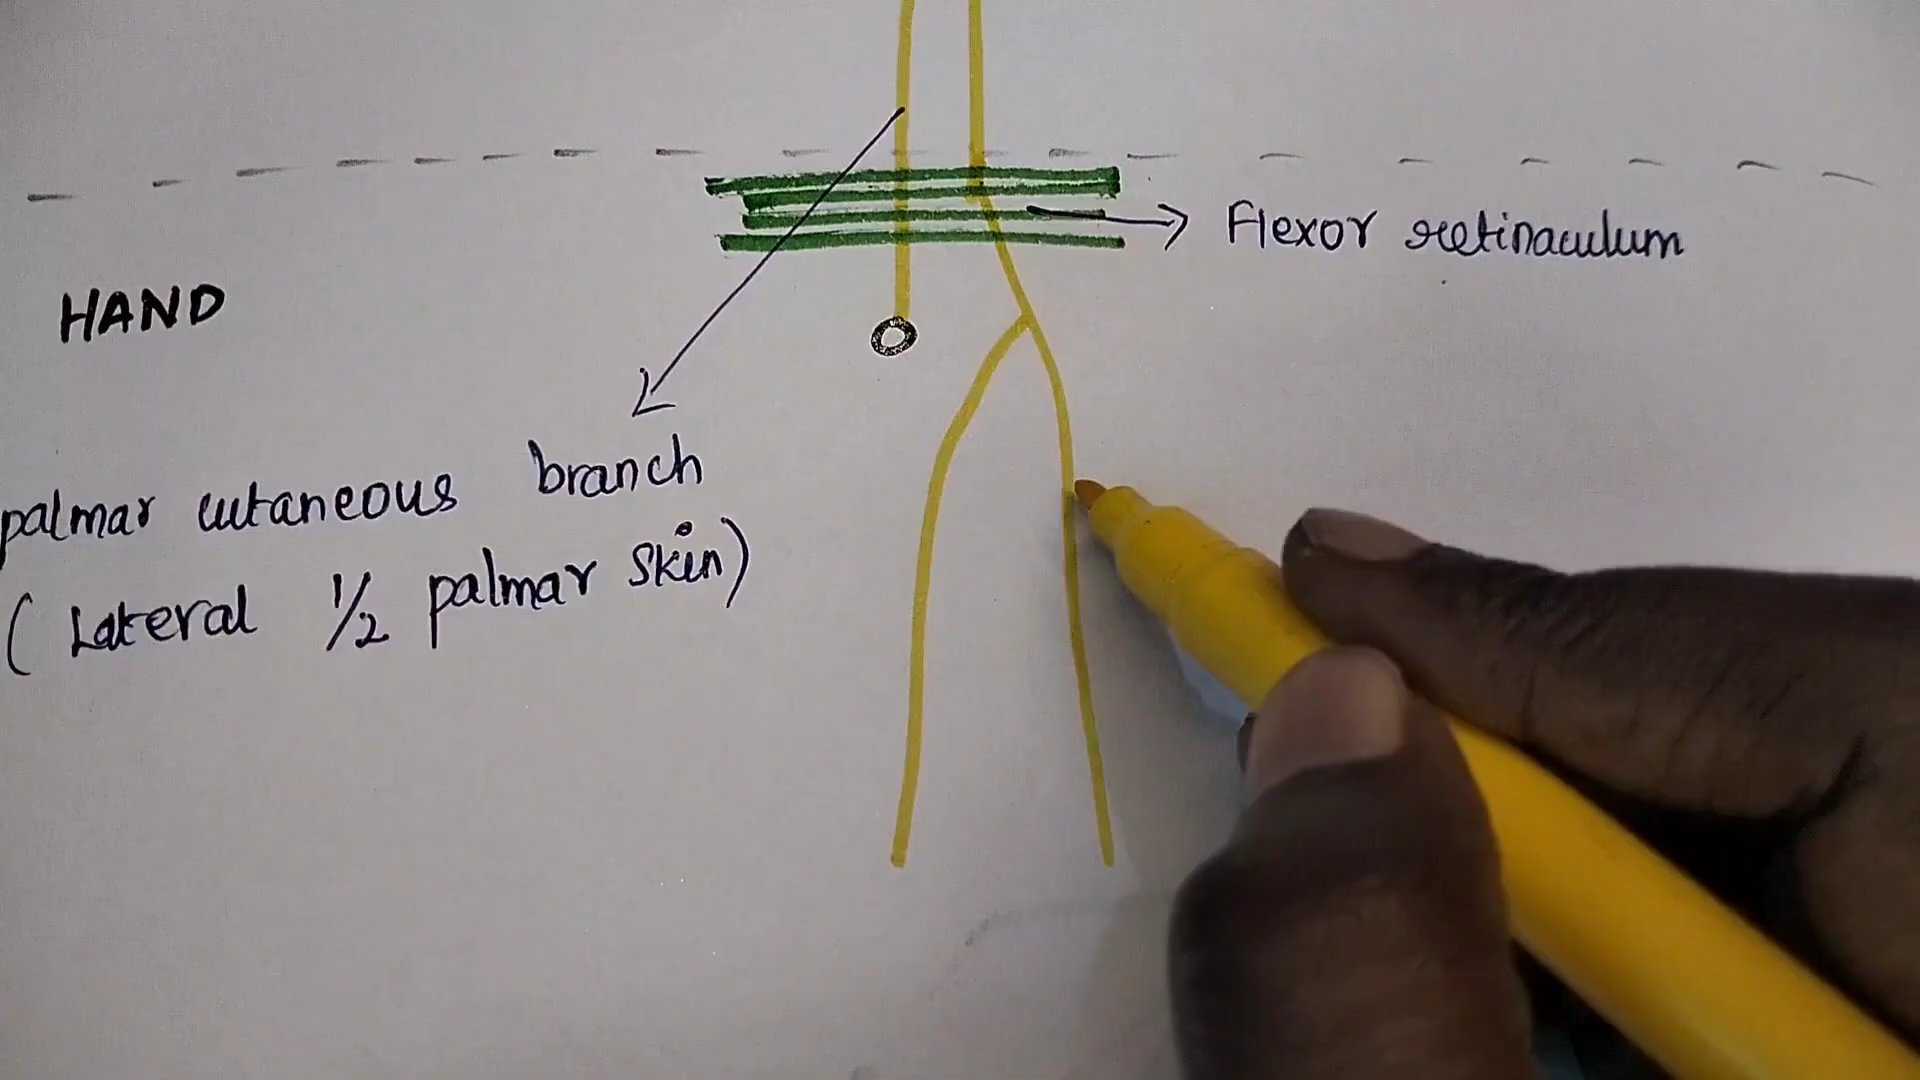 Flexor retinaculum
HAND
palmar cutaneous branch
(Lateral 1/2 palmar skin)